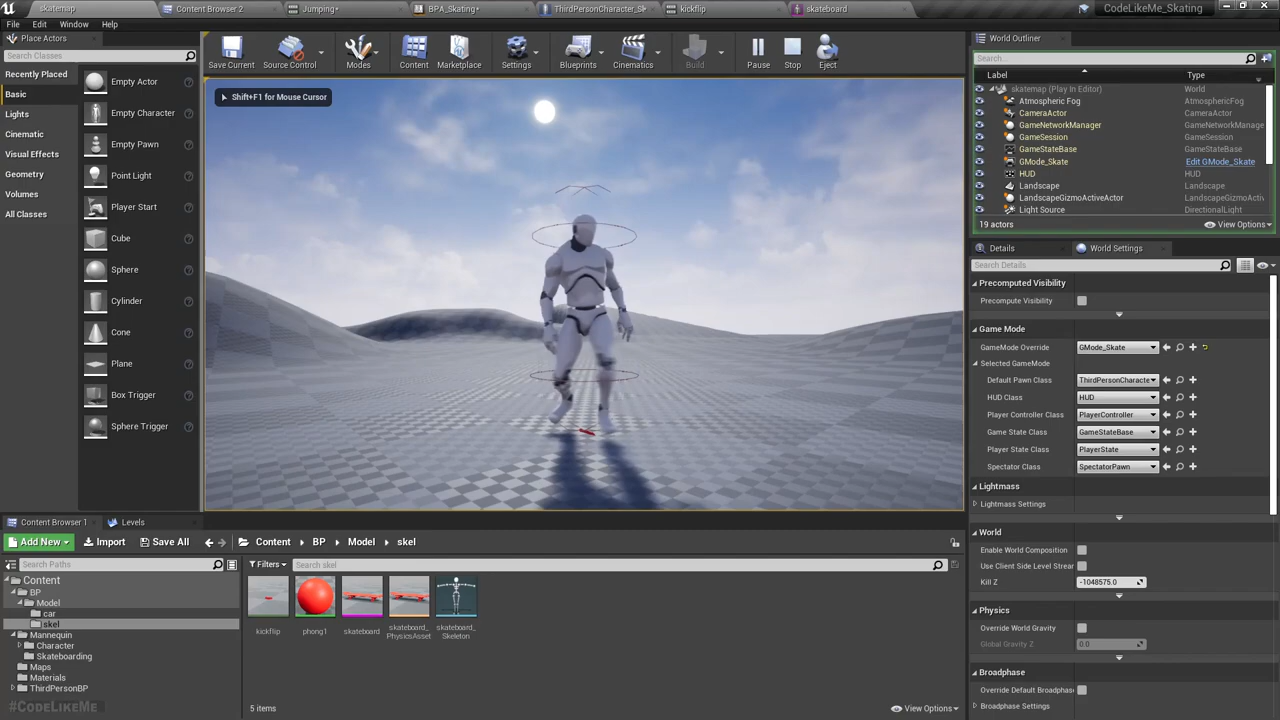 skatemap
Content Browser 2
Jumping*
BPA_Skating*
ThirdPersonCharacter_Sk
kickflip
skateboard
CodeLikeMe_Skating
File Edit Window Help
Place Actors
Search Classes
Recently Placed
Basic
Lights
Cinematic
Visual Effects
Geometry
Volumes
All Classes
Empty Actor
Empty Character
Empty Pawn
Point Light
Player Start
Cube
Sphere
Cylinder
Cone
Plane
Box Trigger
Sphere Trigger
Save Current
Source Control
Modes
Content
Marketplace
Settings
Blueprints
Cinematics
Build
Pause
Stop
Eject
Shift+F1 for Mouse Cursor
World Outliner
Search...
Label Type
skatemap (Play In Editor) World
Atmospheric Fog AtmosphericFog
CameraActor CameraActor
GameNetworkManager GameNetworkManage
GameSession GameSession
GameStateBase GameStateBase
GMode_Skate Edit GMode_Skate
HUD HUD
Landscape Landscape
LandscapeGizmoActiveActor LandscapeGizmoActiv
Light Source DirectionalLight
19 actors
View Options
Details
World Settings
Search Details
Precomputed Visibility
Precompute Visibility
Game Mode
GameMode Override GMode_Skate
Selected GameMode
Default Pawn Class ThirdPersonCharacte
HUD Class HUD
Player Controller Class PlayerController
Game State Class GameStateBase
Player State Class PlayerState
Spectator Class SpectatorPawn
Lightmass
Lightmass Settings
World
Enable World Composition
Use Client Side Level Stream
Kill Z -1048575.0
Physics
Override World Gravity
Global Gravity Z 0.0
Broadphase
Override Default Broadphase
Broadphase Settings
Content Browser 1
Levels
Add New
Import
Save All
Content
BP
Model
skel
Search Paths
Filters
Search skel
Content
BP
Model
car
skel
Mannequin
Character
Skateboarding
Maps
Materials
ThirdPersonBP
kickflip
phong1
skateboard
skateboard_
PhysicsAsset
skateboard_
Skeleton
#CodeLikeMe
5 items
View Options